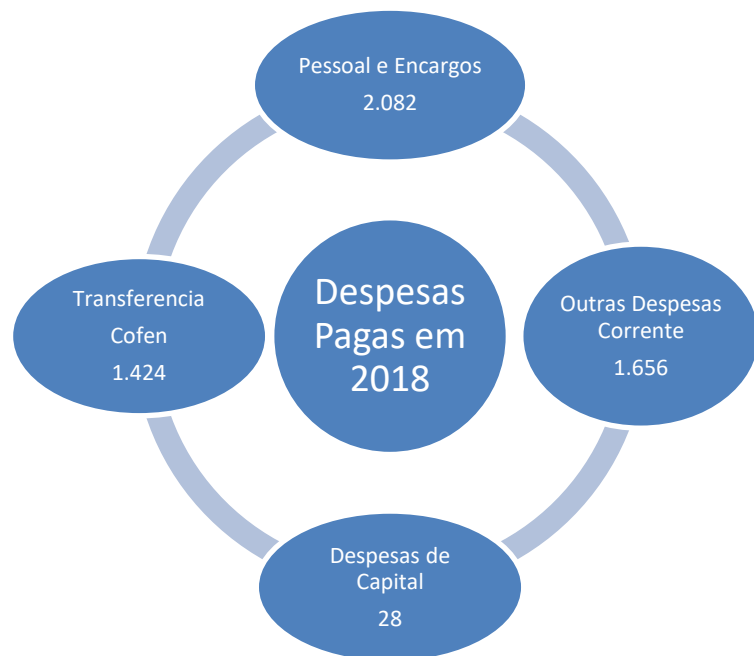 Pessoal e Encargos
2.082
Transferencia
Cofen
1.424
Despesas
Pagas em
2018
Outras Despesas
Corrente
1.656
Despesas de
Capital
28